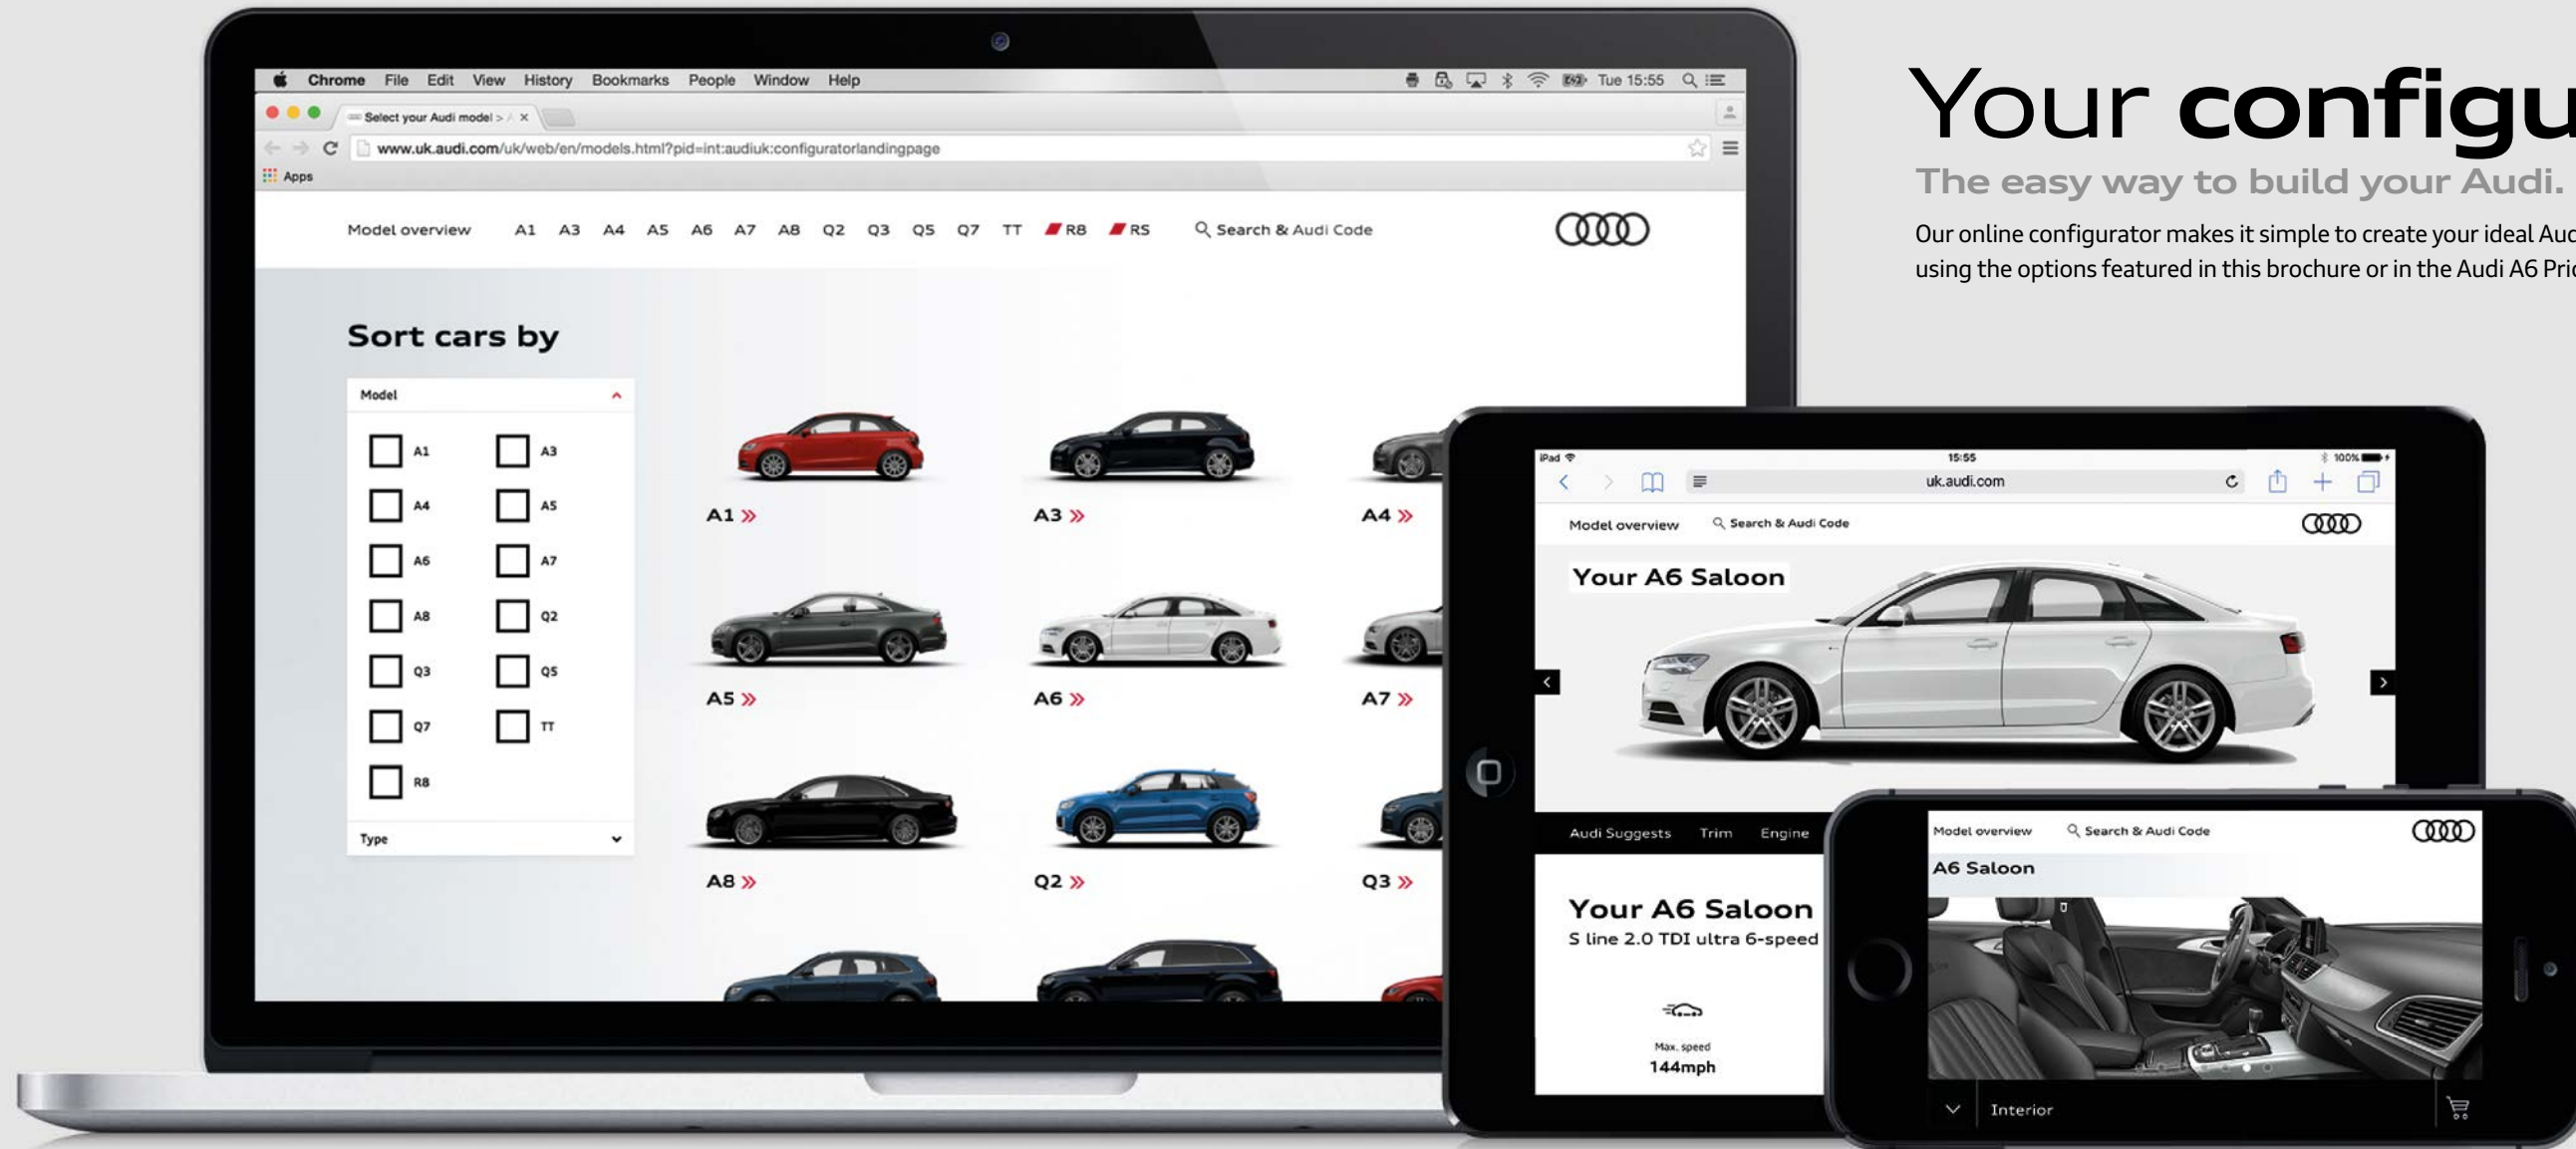 Chrome File Edit View History Bookmarks People Window Help
Tue 15:55
Select your Audi model >
www.uk.audi.com/uk/web/en/models.html?pid=int:audiuk:configuratorlandingpage
Apps
Model overview A1 A3 A4 A5 A6 A7 A8 Q2 Q3 Q5 Q7 TT R8 RS Search & Audi Code
Sort cars by
Model
A1 A3
A4 A5
A6 A7
A8 Q2
Q3 Q5
Q7 TT
R8
Type
A1 » A3 » A4 »
A5 » A6 » A7 »
A8 » Q2 » Q3 »
Your configu
The easy way to build your Audi.
Our online configurator makes it simple to create your ideal Aud
using the options featured in this brochure or in the Audi A6 Pric
iPad 15:55 100%
uk.audi.com
Model overview Search & Audi Code
Your A6 Saloon
Audi Suggests Trim Engine
Your A6 Saloon
S line 2.0 TDI ultra 6-speed
Max. speed
144mph
Model overview Search & Audi Code
A6 Saloon
Interior